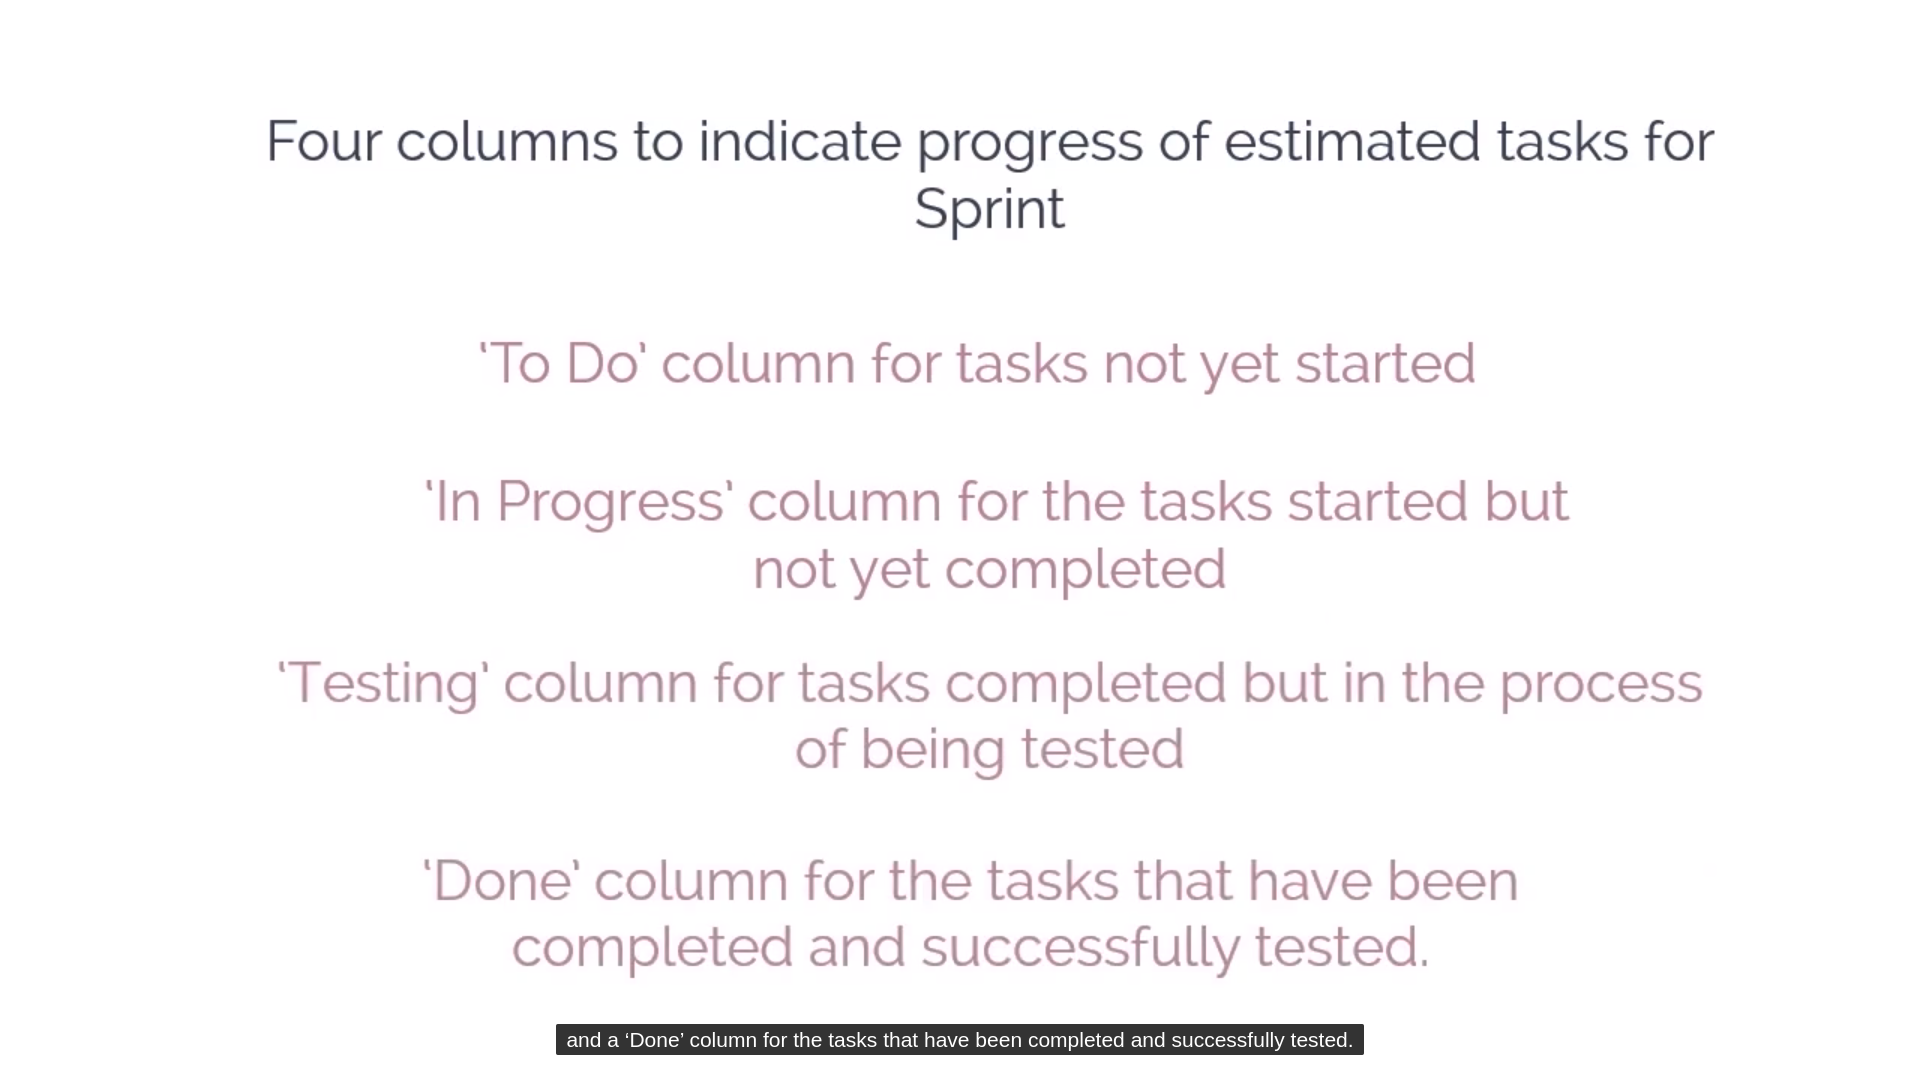 Four columns to indicate progress of estimated tasks for
Sprint
‘To Do’ column for tasks not yet started
‘In Progress’ column for the tasks started but
not yet completed
‘Testing’ column for tasks completed but in the process
of being tested
‘Done’ column for the tasks that have been
completed and successfully tested.
and a ‘Done’ column for the tasks that have been completed and successfully tested.